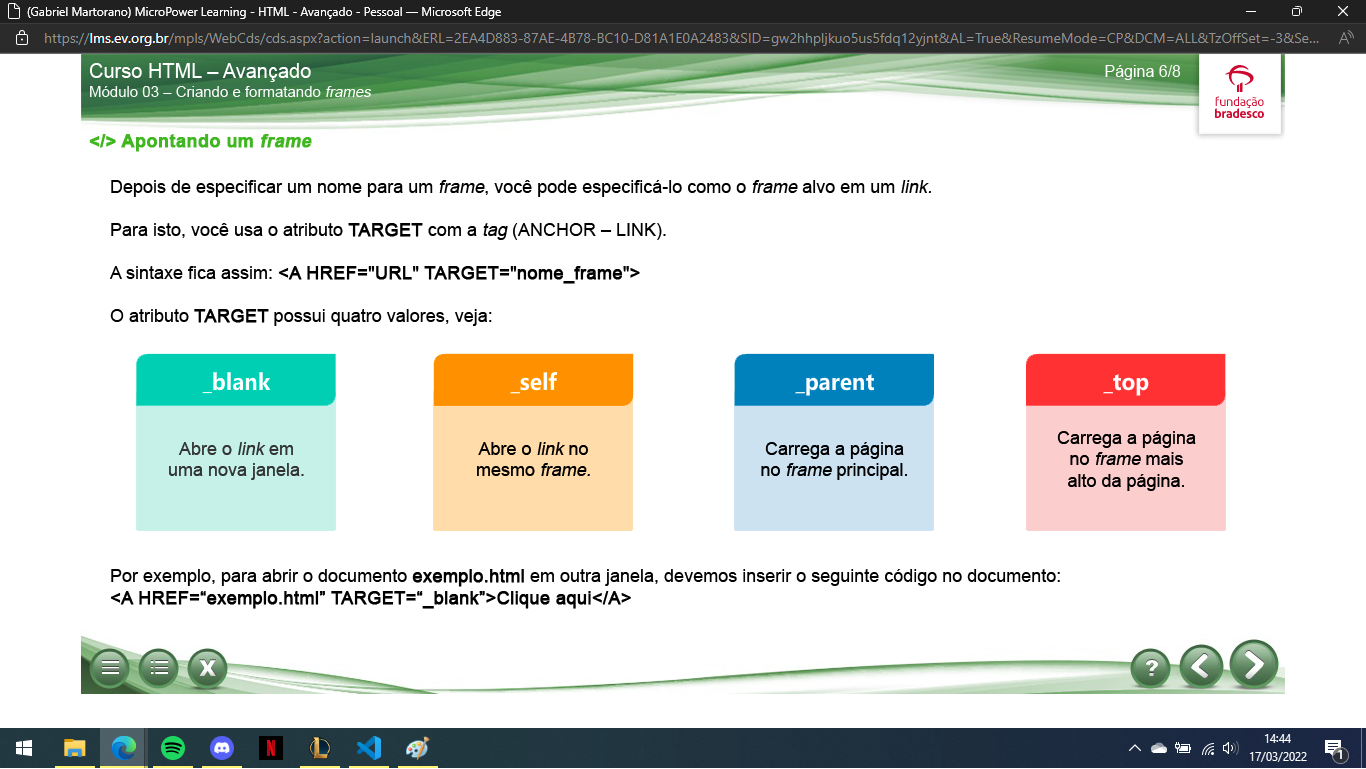 (Gabriel Martorano) MicroPower Learning - HTML - Avançado - Pessoal — Microsoft Edge
https://lms.ev.org.br/mpls/WebCds/cds.aspx?action=launch&ERL=2EA4D883-87AE-4B78-BC10-D81A1E0A2483&SID=gw2hhpljkuo5us5fdq12yjnt&AL=True&ResumeMode=CP&DCM=ALL&TzOffSet=-3&Se...
Curso HTML – Avançado
Página 6/8
Módulo 03 – Criando e formatando frames
fundação
bradesco
</> Apontando um frame
Depois de especificar um nome para um frame, você pode especificá-lo como o frame alvo em um link.
Para isto, você usa o atributo TARGET com a tag (ANCHOR – LINK).
A sintaxe fica assim: <A HREF="URL" TARGET="nome_frame">
O atributo TARGET possui quatro valores, veja:
_blank
Abre o link em
uma nova janela.
_self
Abre o link no
mesmo frame.
_parent
Carrega a página
no frame principal.
_top
Carrega a página
no frame mais
alto da página.
Por exemplo, para abrir o documento exemplo.html em outra janela, devemos inserir o seguinte código no documento:
<A HREF=“exemplo.html” TARGET=“_blank”>Clique aqui</A>
X
?
14:44
17/03/2022
1